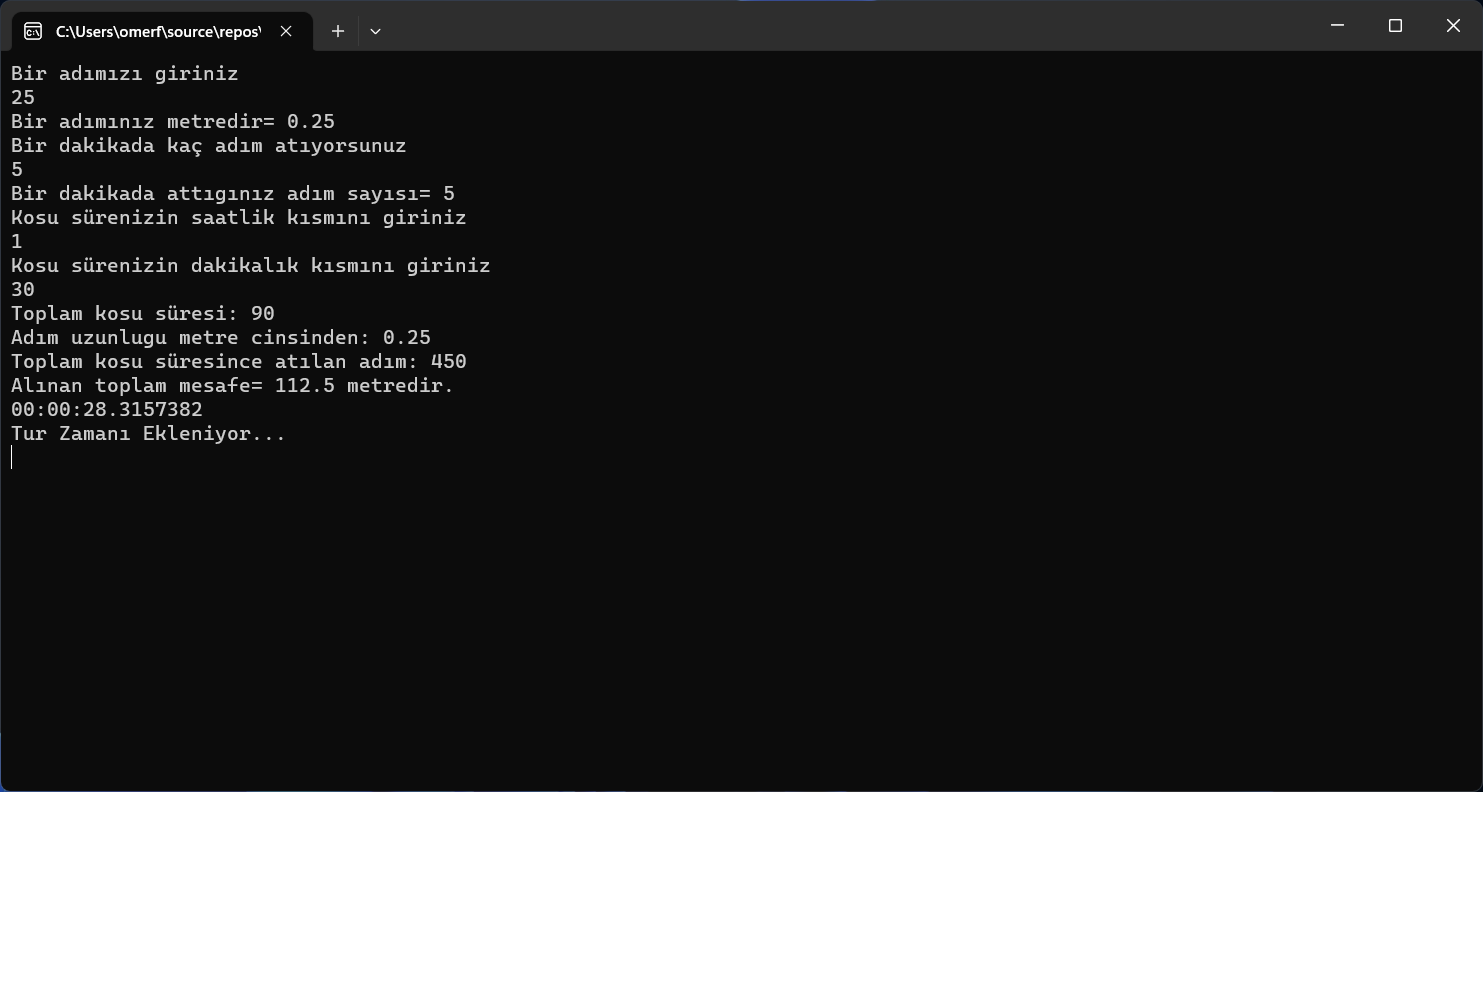 C:\Users\omerf\source\repos\
Bir adımızı giriniz
25
Bir adımınız metredir= 0.25
Bir dakikada kaç adım atıyorsunuz
5
Bir dakikada attıgınız adım sayısı= 5
Kosu sürenizin saatlik kısmını giriniz
1
Kosu sürenizin dakikalık kısmını giriniz
30
Toplam kosu süresi: 90
Adım uzunlugu metre cinsinden: 0.25
Toplam kosu süresince atılan adım: 450
Alınan toplam mesafe= 112.5 metredir.
00:00:28.3157382
Tur Zamanı Ekleniyor...